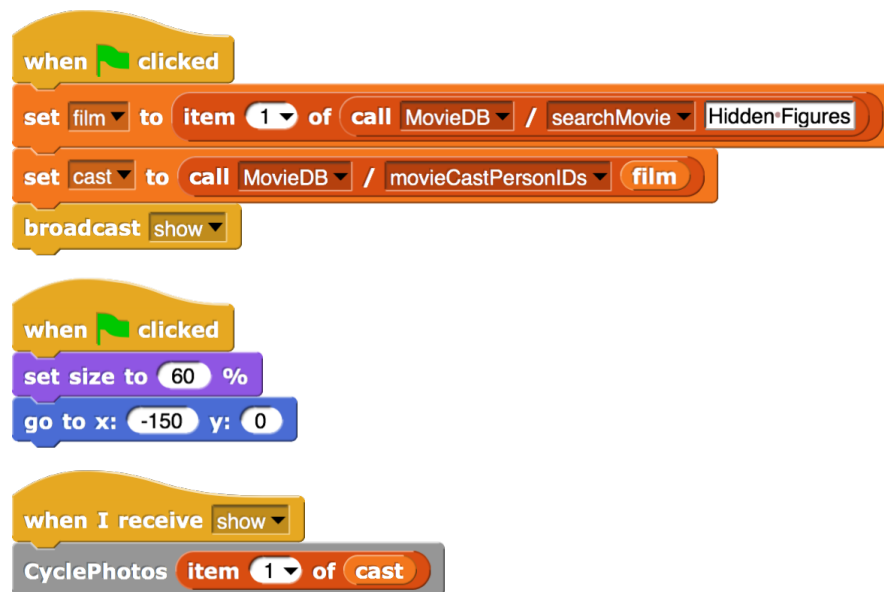 when clicked
set film to item 1 of call MovieDB / searchMovie Hidden Figures
set cast to call MovieDB / movieCastPersonIDs film
broadcast show
when clicked
set size to 60 %
go to x: -150 y: 0
when I receive show
CyclePhotos item 1 of cast